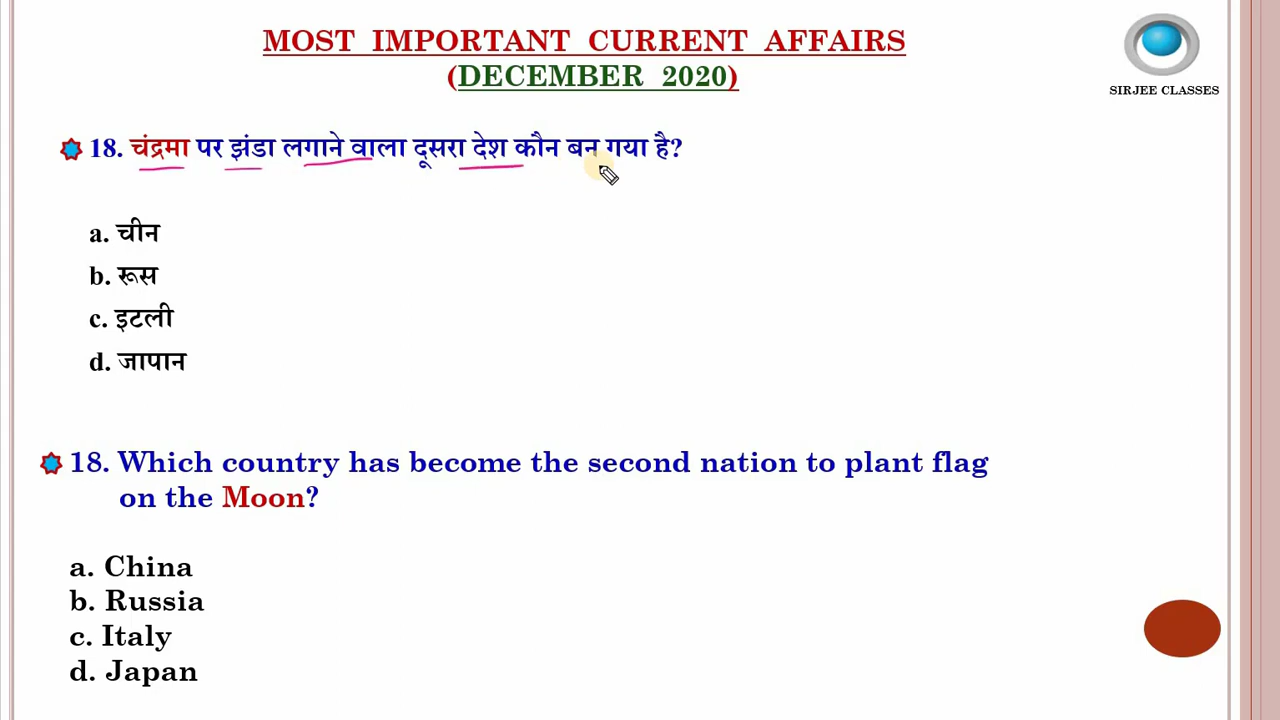 MOST IMPORTANT CURRENT AFFAIRS
(DECEMBER 2020)
SIRJEE CLASSES
18. चंद्रमा पर झंडा लगाने वाला दूसरा देश कौन बन गया है?
a. चीन
b. रूस
c. इटली
d. जापान
18. Which country has become the second nation to plant flag
on the Moon?
a. China
b. Russia
c. Italy
d. Japan